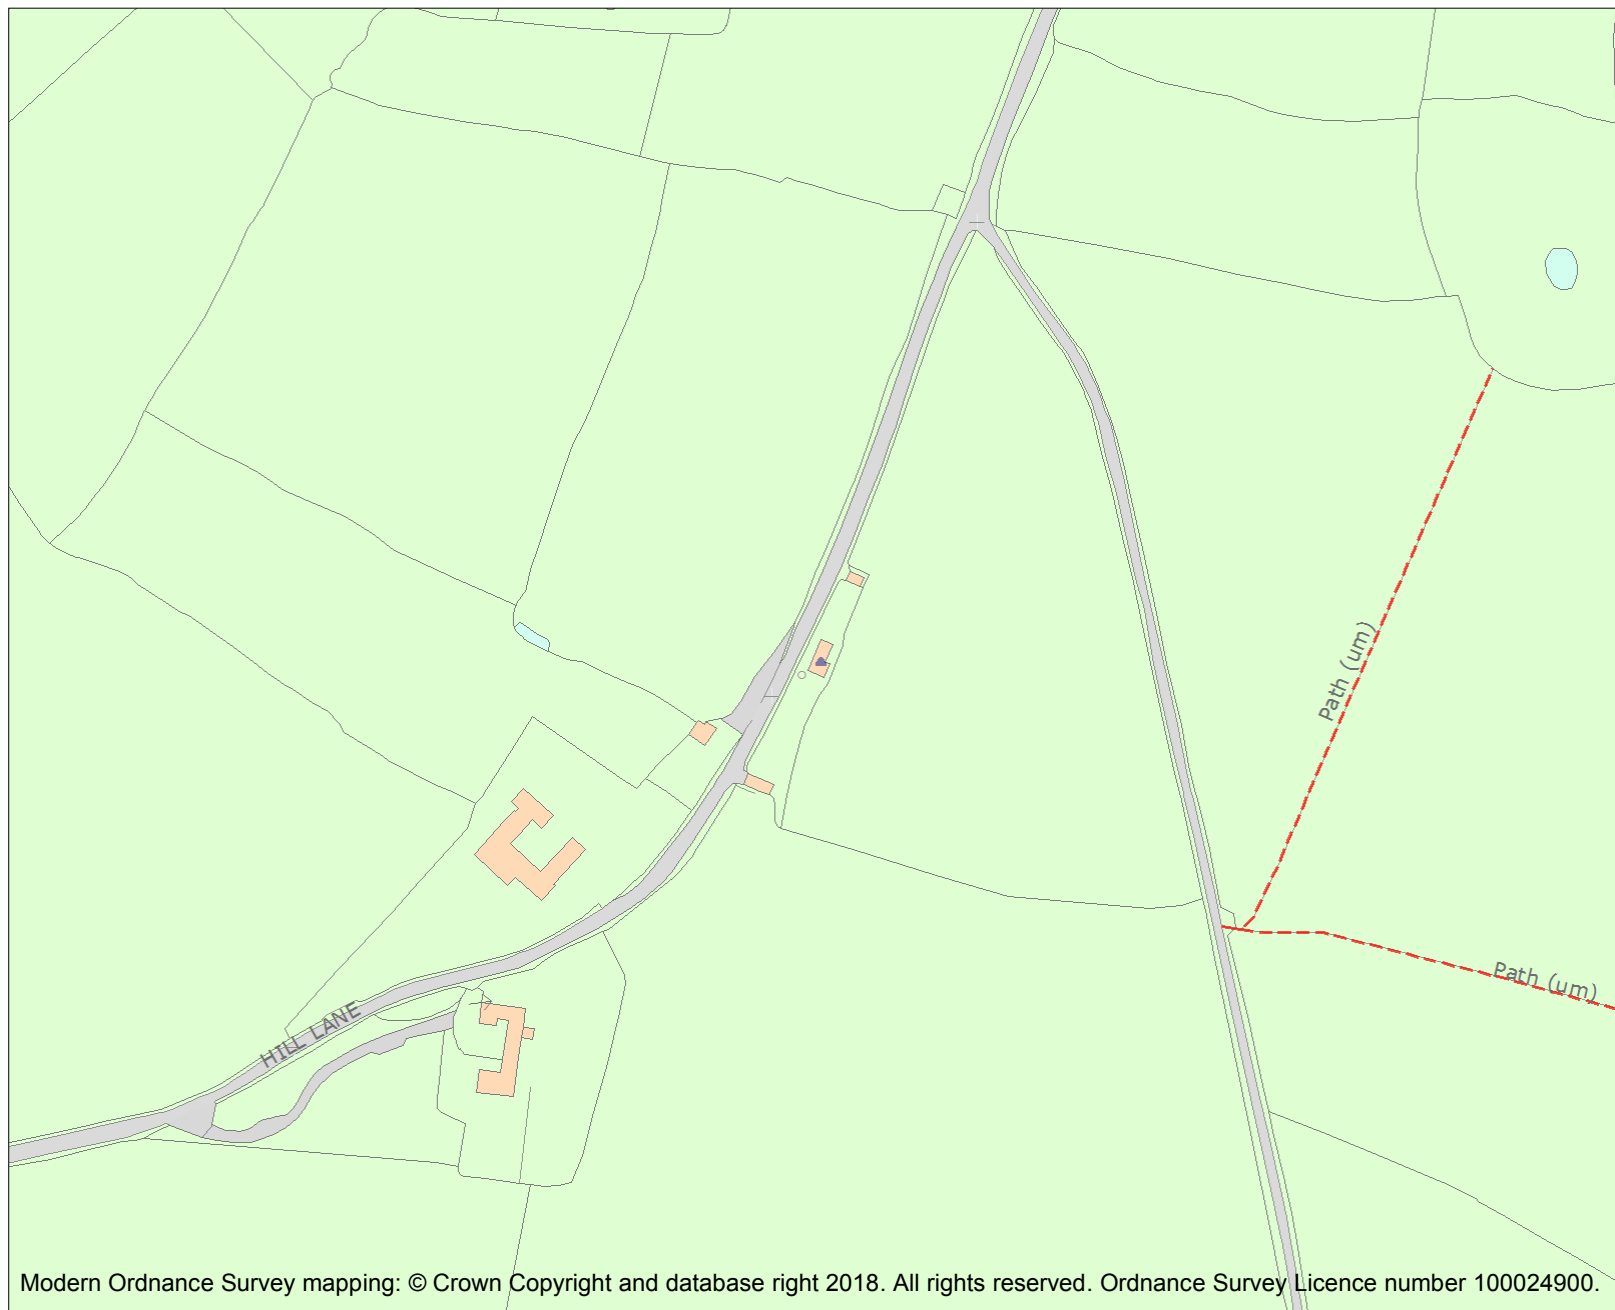 Path (um)
Path (um)
HILL LANE
Modern Ordnance Survey mapping: © Crown Copyright and database right 2018. All rights reserved. Ordnance Survey Licence number 100024900.